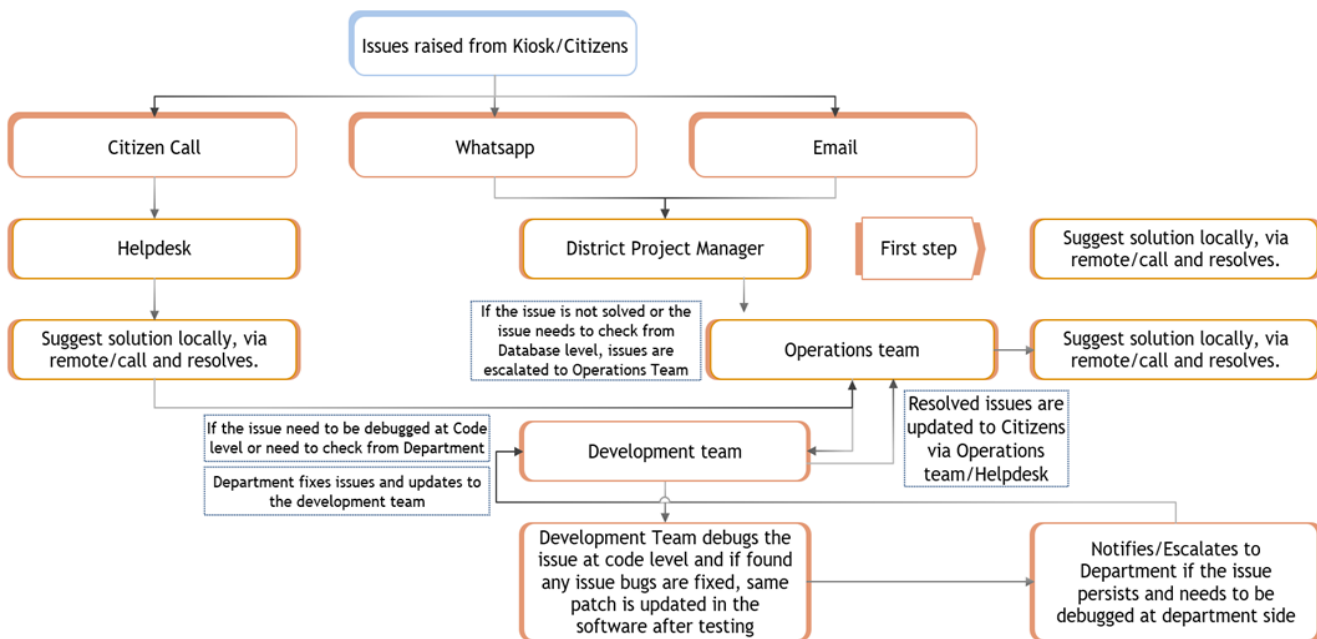 Issues raised from Kiosk/Citizens
Citizen Call
Whatsapp
Email
Helpdesk
District Project Manager
First step
Suggest solution locally, via
remote/call and resolves.
If the issue is not solved or the
issue needs to check from
Database level, issues are
escalated to Operations Team
Suggest solution locally, via
remote/call and resolves.
Operations team
Suggest solution locally, via
remote/call and resolves.
If the issue need to be debugged at Code
level or need to check from Department
Development team
Resolved issues are
updated to Citizens
via Operations
team/Helpdesk
Department fixes issues and updates to
the development team
Development Team debugs the
issue at code level and if found
any issue bugs are fixed, same
patch is updated in the
software after testing
Notifies/Escalates to
Department if the issue
persists and needs to be
debugged at department side